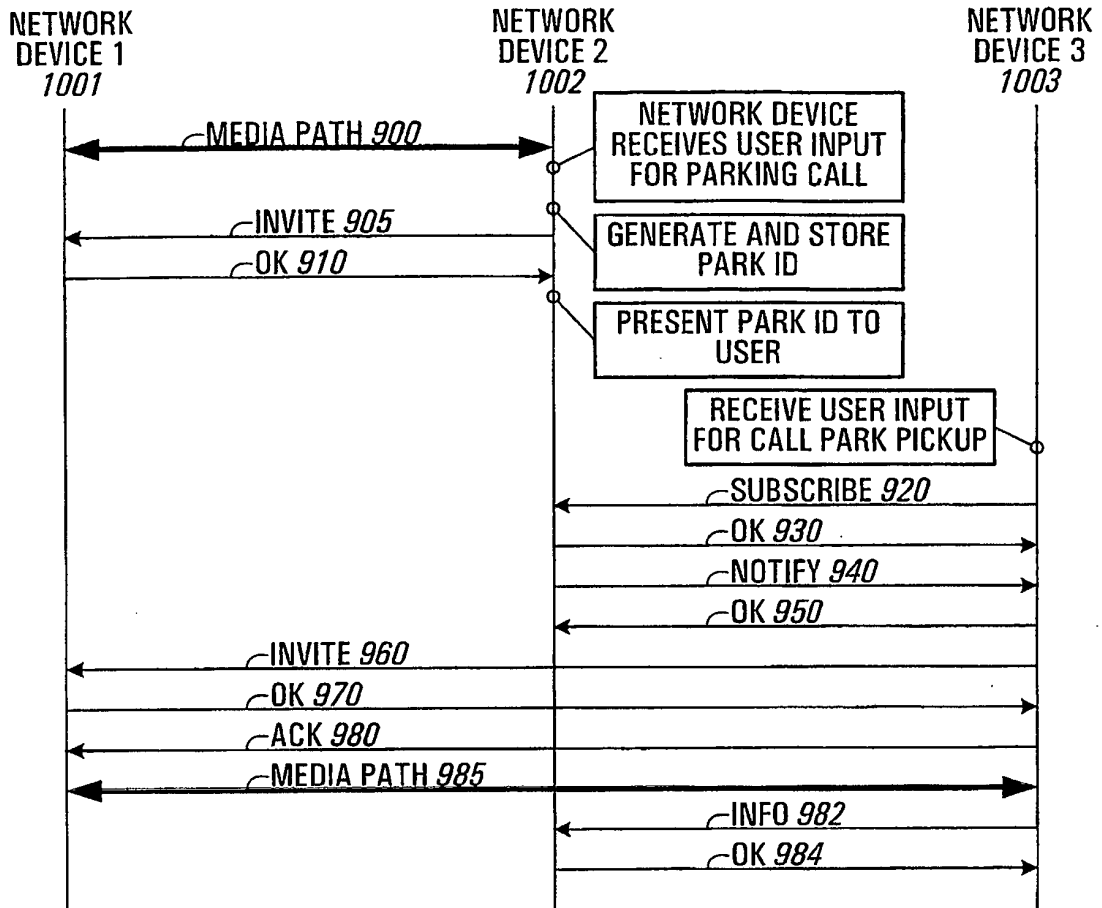 NETWORK
DEVICE 1
1001
NETWORK
DEVICE 2
1002
NETWORK
DEVICE 3
1003
MEDIA PATH 900
NETWORK DEVICE
RECEIVES USER INPUT
FOR PARKING CALL
INVITE 905
GENERATE AND STORE
PARK ID
OK 910
PRESENT PARK ID TO
USER
RECEIVE USER INPUT
FOR CALL PARK PICKUP
SUBSCRIBE 920
OK 930
NOTIFY 940
OK 950
INVITE 960
OK 970
ACK 980
MEDIA PATH 985
INFO 982
OK 984